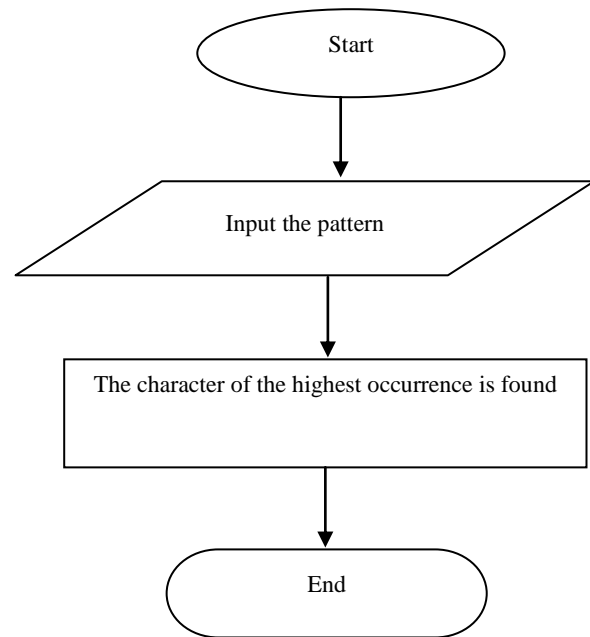 Start
Input the pattern
The character of the highest occurrence is found
End